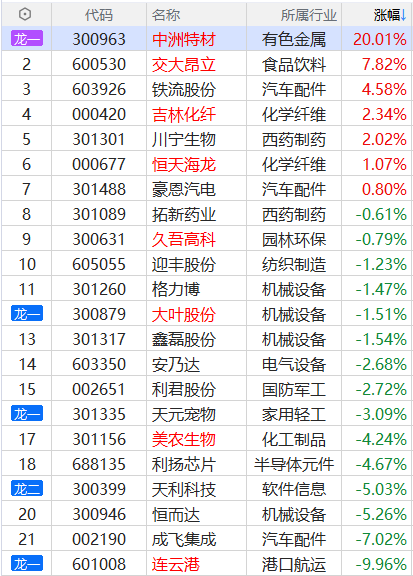 代码 名称 所属行业 涨幅↓
龙一 300963 中洲特材 有色金属 20.01%
2 600530 交大昂立 食品饮料 7.82%
3 603926 铁流股份 汽车配件 4.58%
4 000420 吉林化纤 化学纤维 2.34%
5 301301 川宁生物 西药制药 2.02%
6 000677 恒天海龙 化学纤维 1.07%
7 301488 豪恩汽电 汽车配件 0.80%
8 301089 拓新药业 西药制药 -0.61%
9 300631 久吾高科 园林环保 -0.79%
10 605055 迎丰股份 纺织制造 -1.23%
11 301260 格力博 机械设备 -1.47%
龙一 300879 大叶股份 机械设备 -1.51%
13 301317 鑫磊股份 机械设备 -1.54%
14 603350 安乃达 电气设备 -2.68%
15 002651 利君股份 国防军工 -2.72%
龙一 301335 天元宠物 家用轻工 -3.09%
17 301156 美农生物 化工制品 -4.24%
18 688135 利扬芯片 半导体元件 -4.67%
龙二 300399 天利科技 软件信息 -5.03%
20 300946 恒而达 机械设备 -5.26%
21 002190 成飞集成 汽车配件 -7.02%
龙一 601008 连云港 港口航运 -9.96%